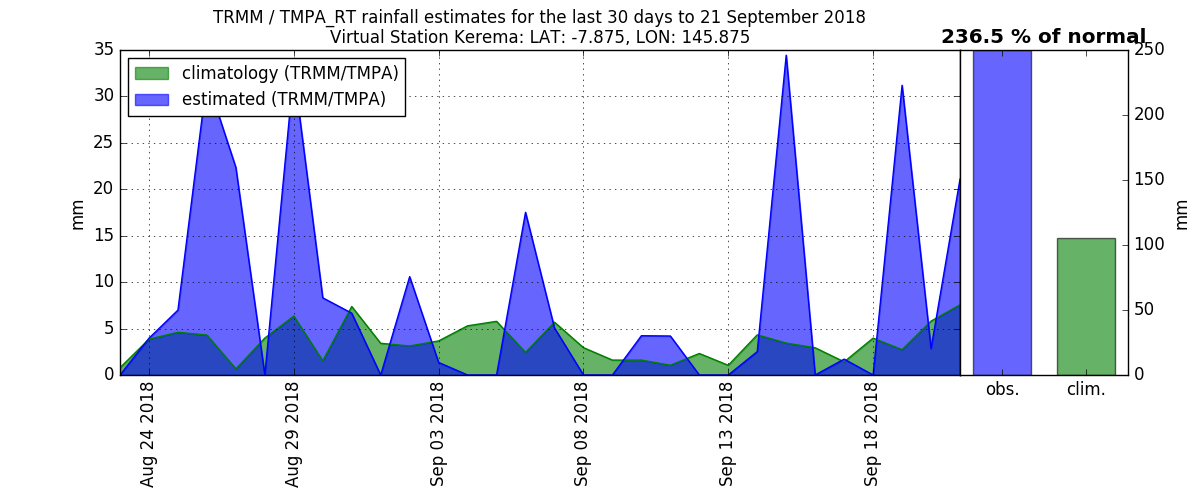 TRMM / TMPA_RT rainfall estimates for the last 30 days to 21 September 2018
Virtual Station Kerema: LAT: -7.875, LON: 145.875
236.5 % of normal
climatology (TRMM/TMPA)
estimated (TRMM/TMPA)
35
30
25
20
15
10
5
0
mm
Aug 24 2018
Aug 29 2018
Sep 03 2018
Sep 08 2018
Sep 13 2018
Sep 18 2018
obs.
clim.
250
200
150
100
50
0
mm